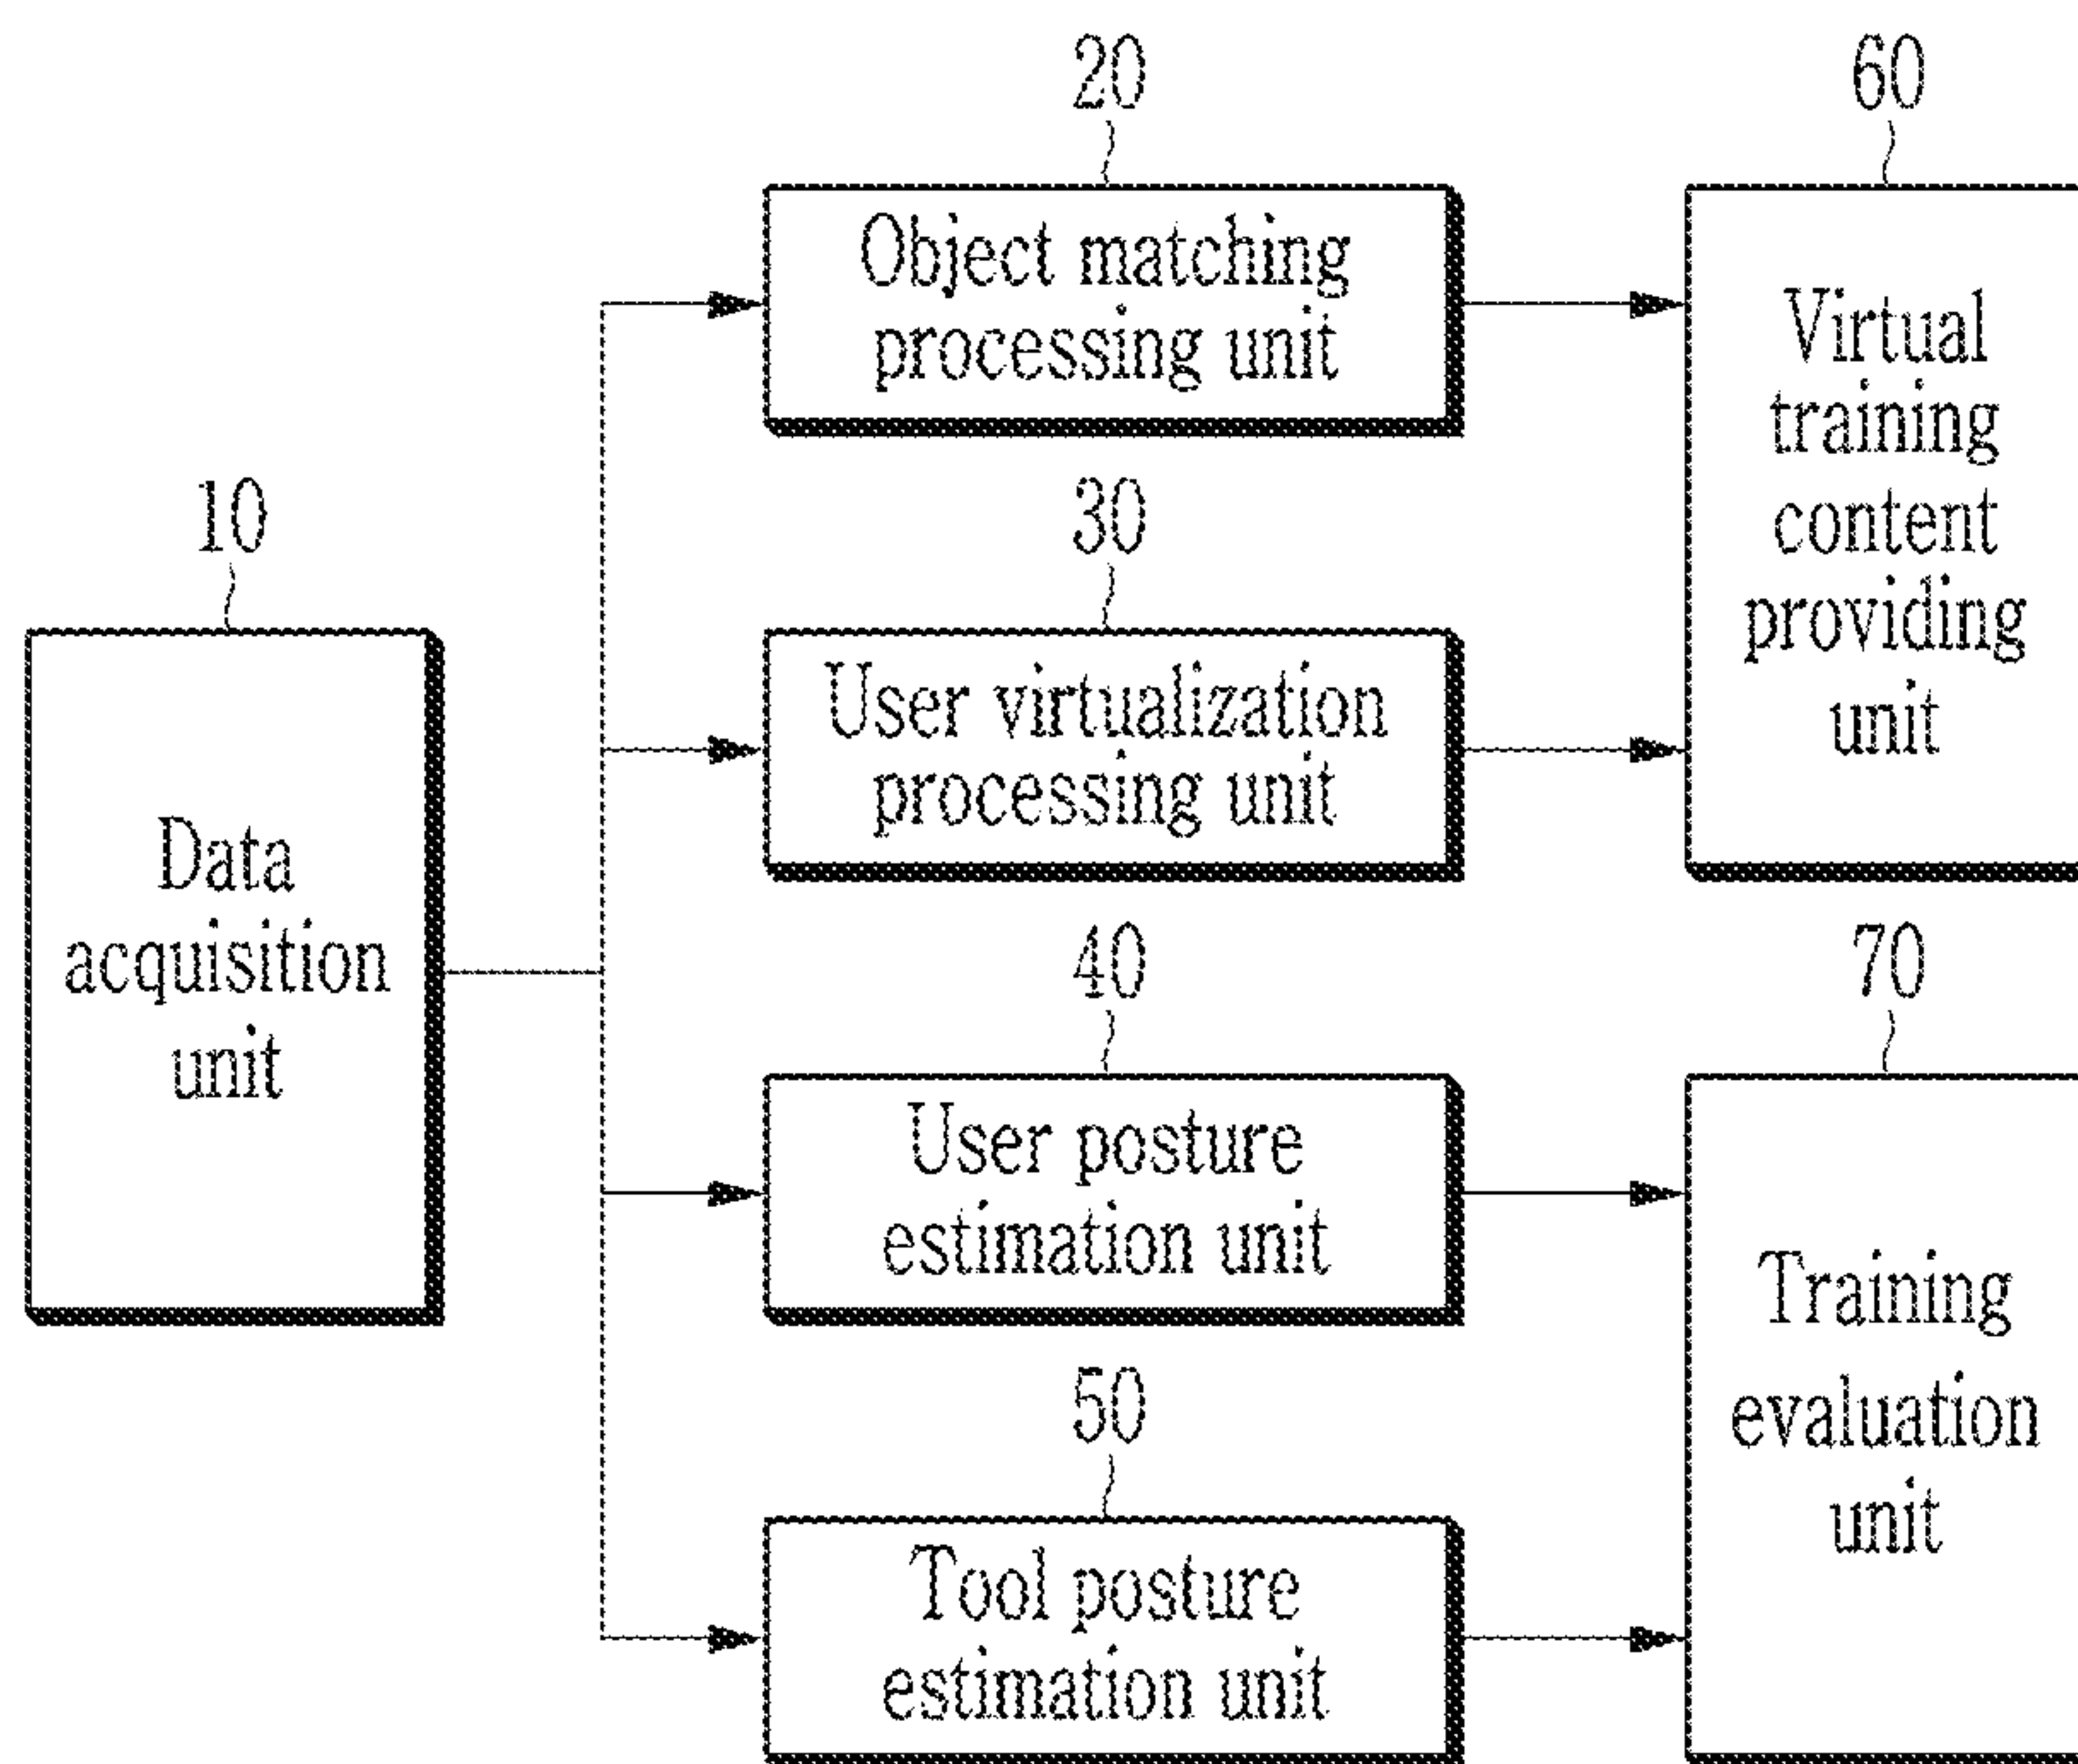 10
Data
acquisition
unit
20
Object matching
processing unit
30
User virtualization
processing unit
40
User posture
estimation unit
50
Tool posture
estimation unit
60
Virtual
training
content
providing
unit
70
Training
evaluation
unit